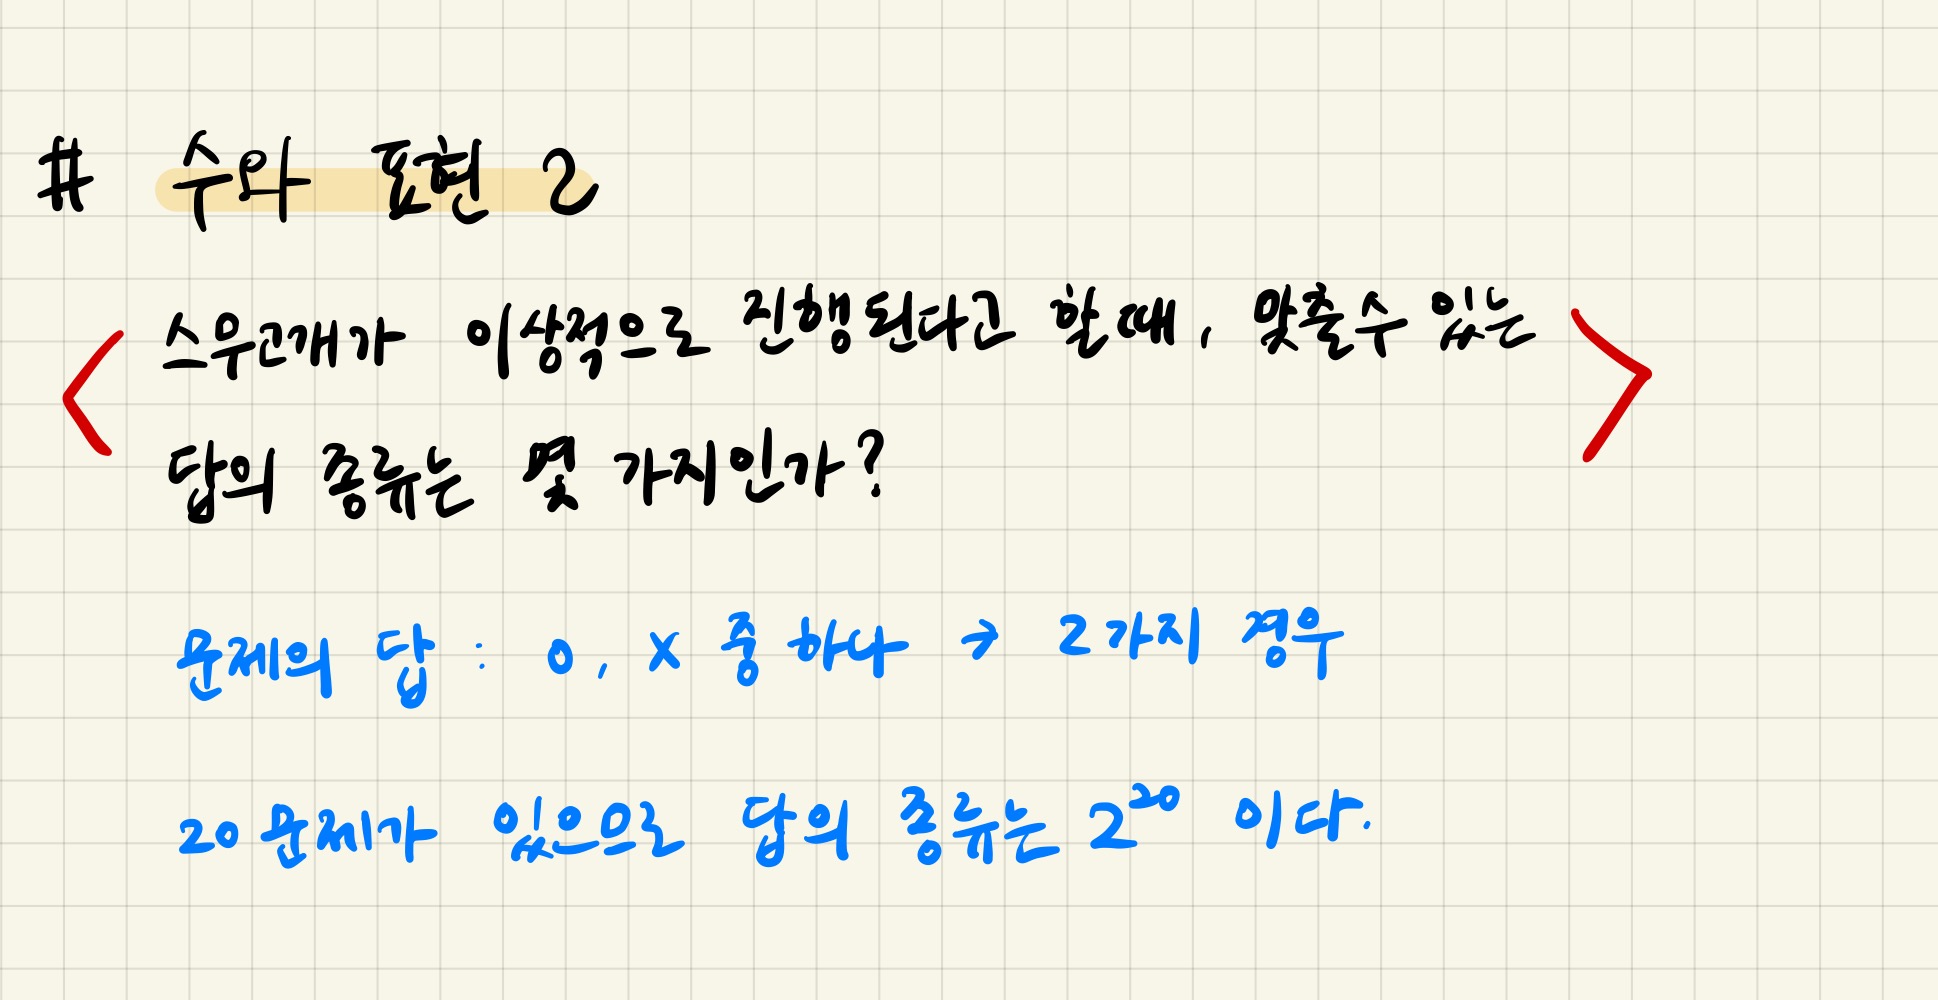 # 수와 표현 2
< 스무고개가 이상적으로 진행된다고 할 때, 맞출 수 있는 >
답의 종류는 몇 가지인가?
문제의 답 : O, X 중 하나 → 2가지 경우
20문제가 있으므로 답의 종류는 2²⁰ 이다.